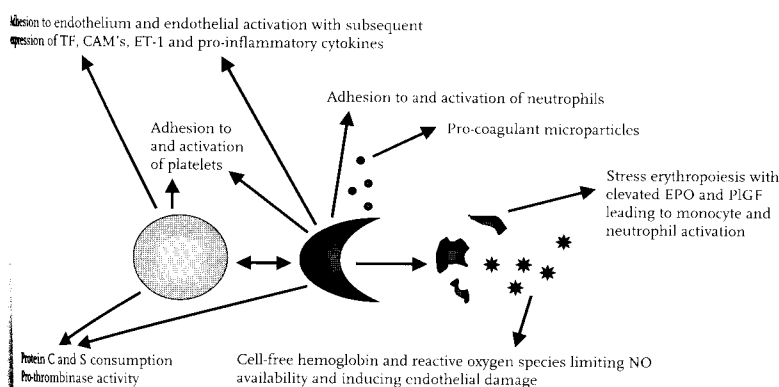 Adhesion to endothelium and endothelial activation with subsequent
expression of TF, CAM's, ET-1 and pro-inflammatory cytokines
Adhesion to and activation of neutrophils
Adhesion to
and activation
of platelets
Pro-coagulant microparticles
Stress erythropoiesis with
elevated EPO and PlGF
leading to monocyte and
neutrophil activation
Protein C and S consumption
Pro-thrombinase activity
Cell-free hemoglobin and reactive oxygen species limiting NO
availability and inducing endothelial damage